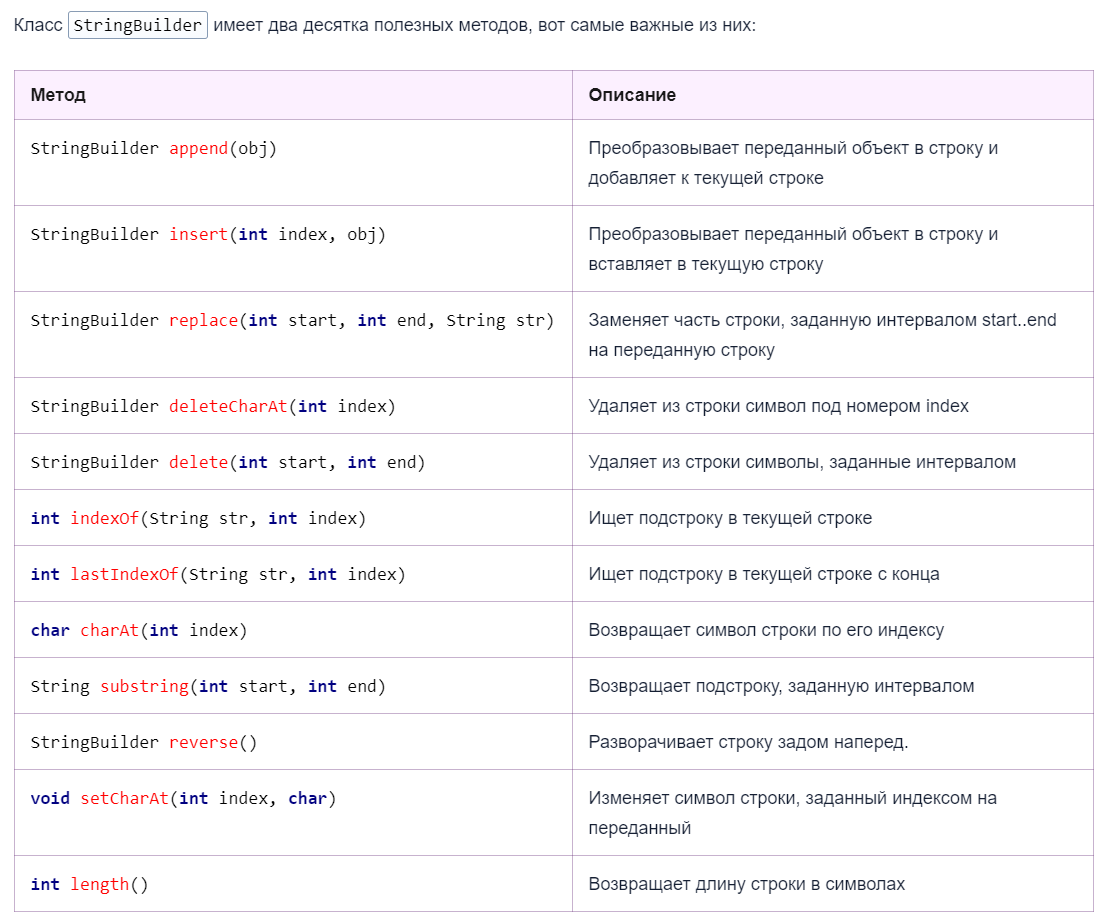 Класс StringBuilder имеет два десятка полезных методов, вот самые важные из них:
Метод
Описание
StringBuilder append(obj)
Преобразовывает переданный объект в строку и
добавляет к текущей строке
StringBuilder insert(int index, obj)
Преобразовывает переданный объект в строку и
вставляет в текущую строку
StringBuilder replace(int start, int end, String str)
Заменяет часть строки, заданную интервалом start..end
на переданную строку
StringBuilder deleteCharAt(int index)
Удаляет из строки символ под номером index
StringBuilder delete(int start, int end)
Удаляет из строки символы, заданные интервалом
int indexOf(String str, int index)
Ищет подстроку в текущей строке
int lastIndexOf(String str, int index)
Ищет подстроку в текущей строке с конца
char charAt(int index)
Возвращает символ строки по его индексу
String substring(int start, int end)
Возвращает подстроку, заданную интервалом
StringBuilder reverse()
Разворачивает строку задом наперед.
void setCharAt(int index, char)
Изменяет символ строки, заданный индексом на
переданный
int length()
Возвращает длину строки в символах